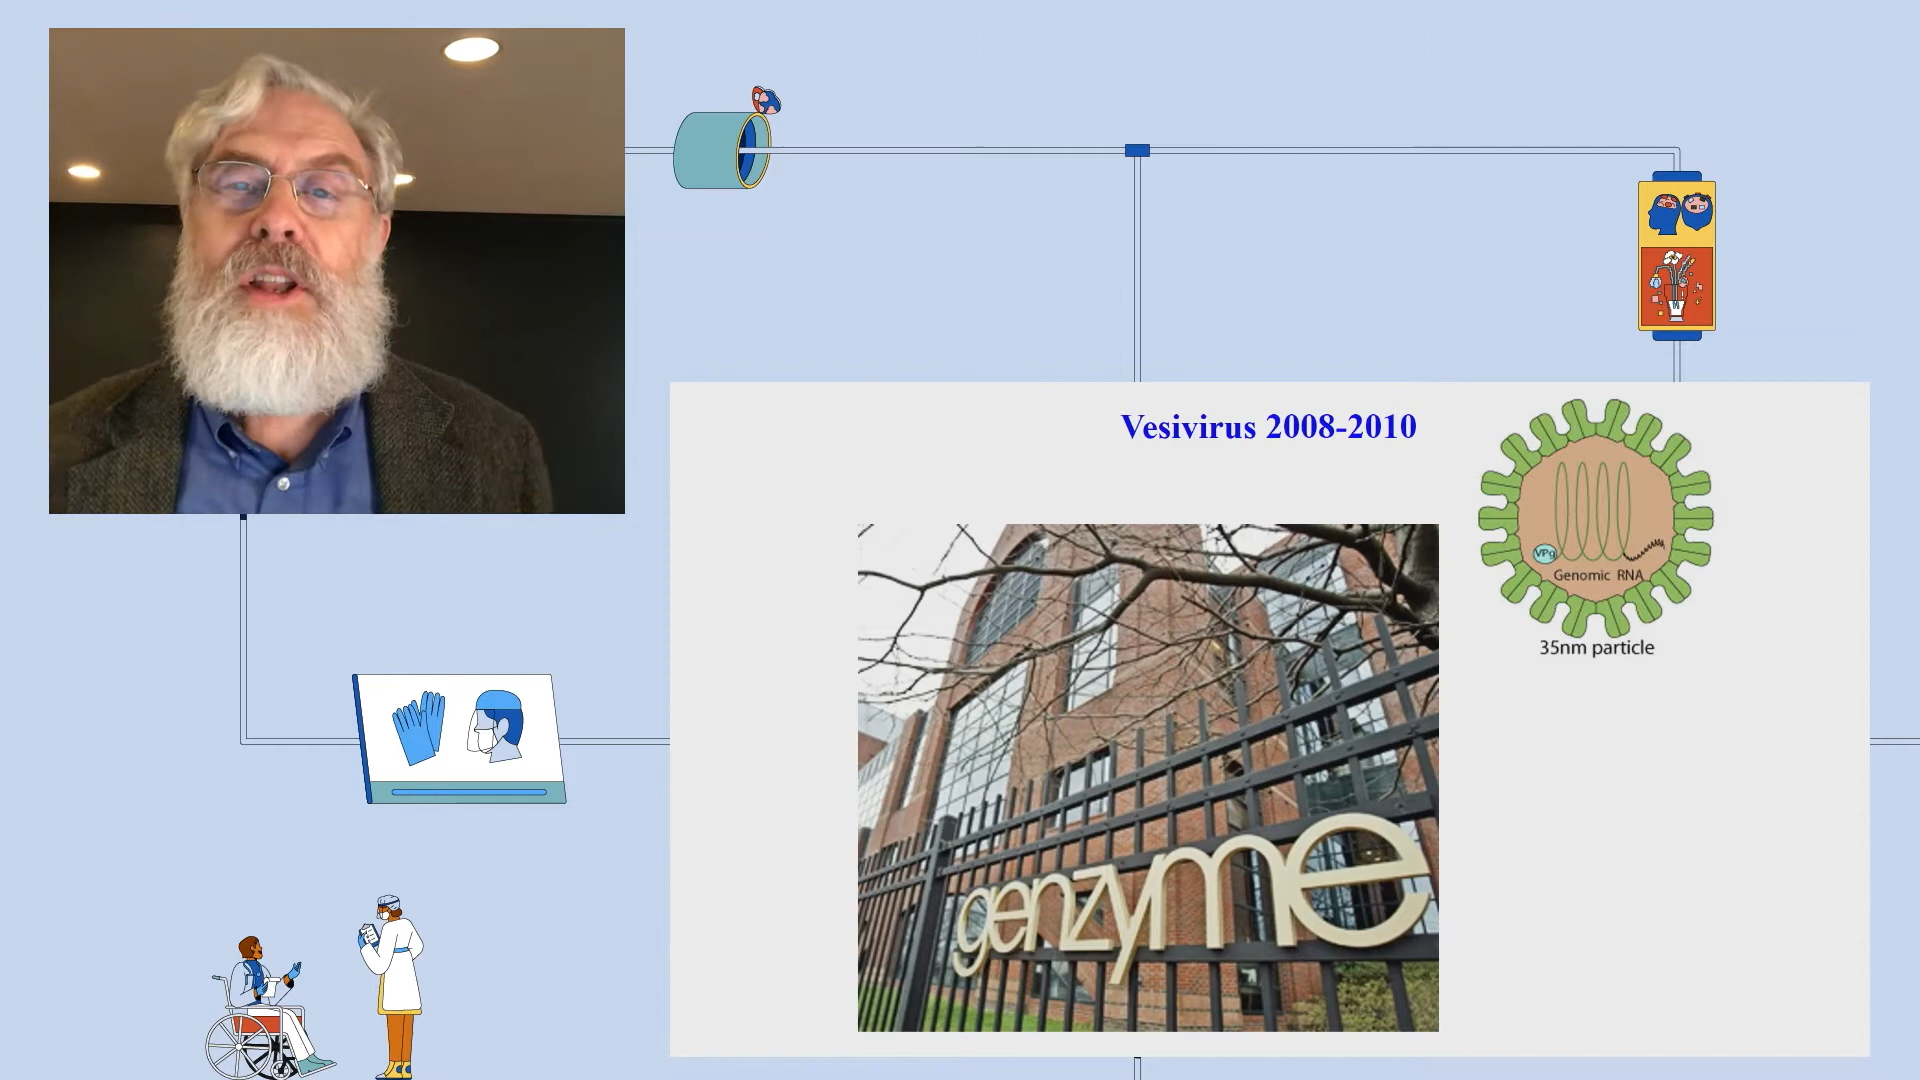 Vesivirus 2008-2010
VPg
Genomic RNA
35nm particle
genzyme